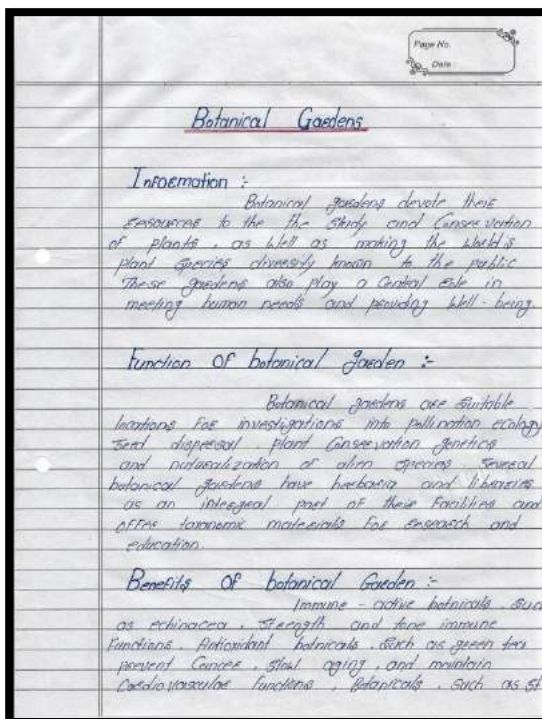 Page No.
Date
Botanical Gardens
Information :-
Botanical gardens devote their
resources to the the study and Conservation
of plants, as well as making the world's
plant species diversity known to the public
These gardens also play a Central role in
meeting human needs and providing well-being.
Function Of botanical garden :-
Botanical gardens are suitable
locations For investigations into pollination ecology
seed dispersal, plant Conservation genetics
and naturalization of alien species. Several
botanical gardens have herbaria and libraries
as an integral part of their Facilities and
offer taxonomic materials For research and
education.
Benefits Of botanical Garden :-
Immune - active botnicals, such
as echinacea, strength and tone immune
Functions, Antioxidant botnicals, such as green tea
prevent Cancer, slow aging, and maintain
Cardiovascular Functions, Botanicals, such as St